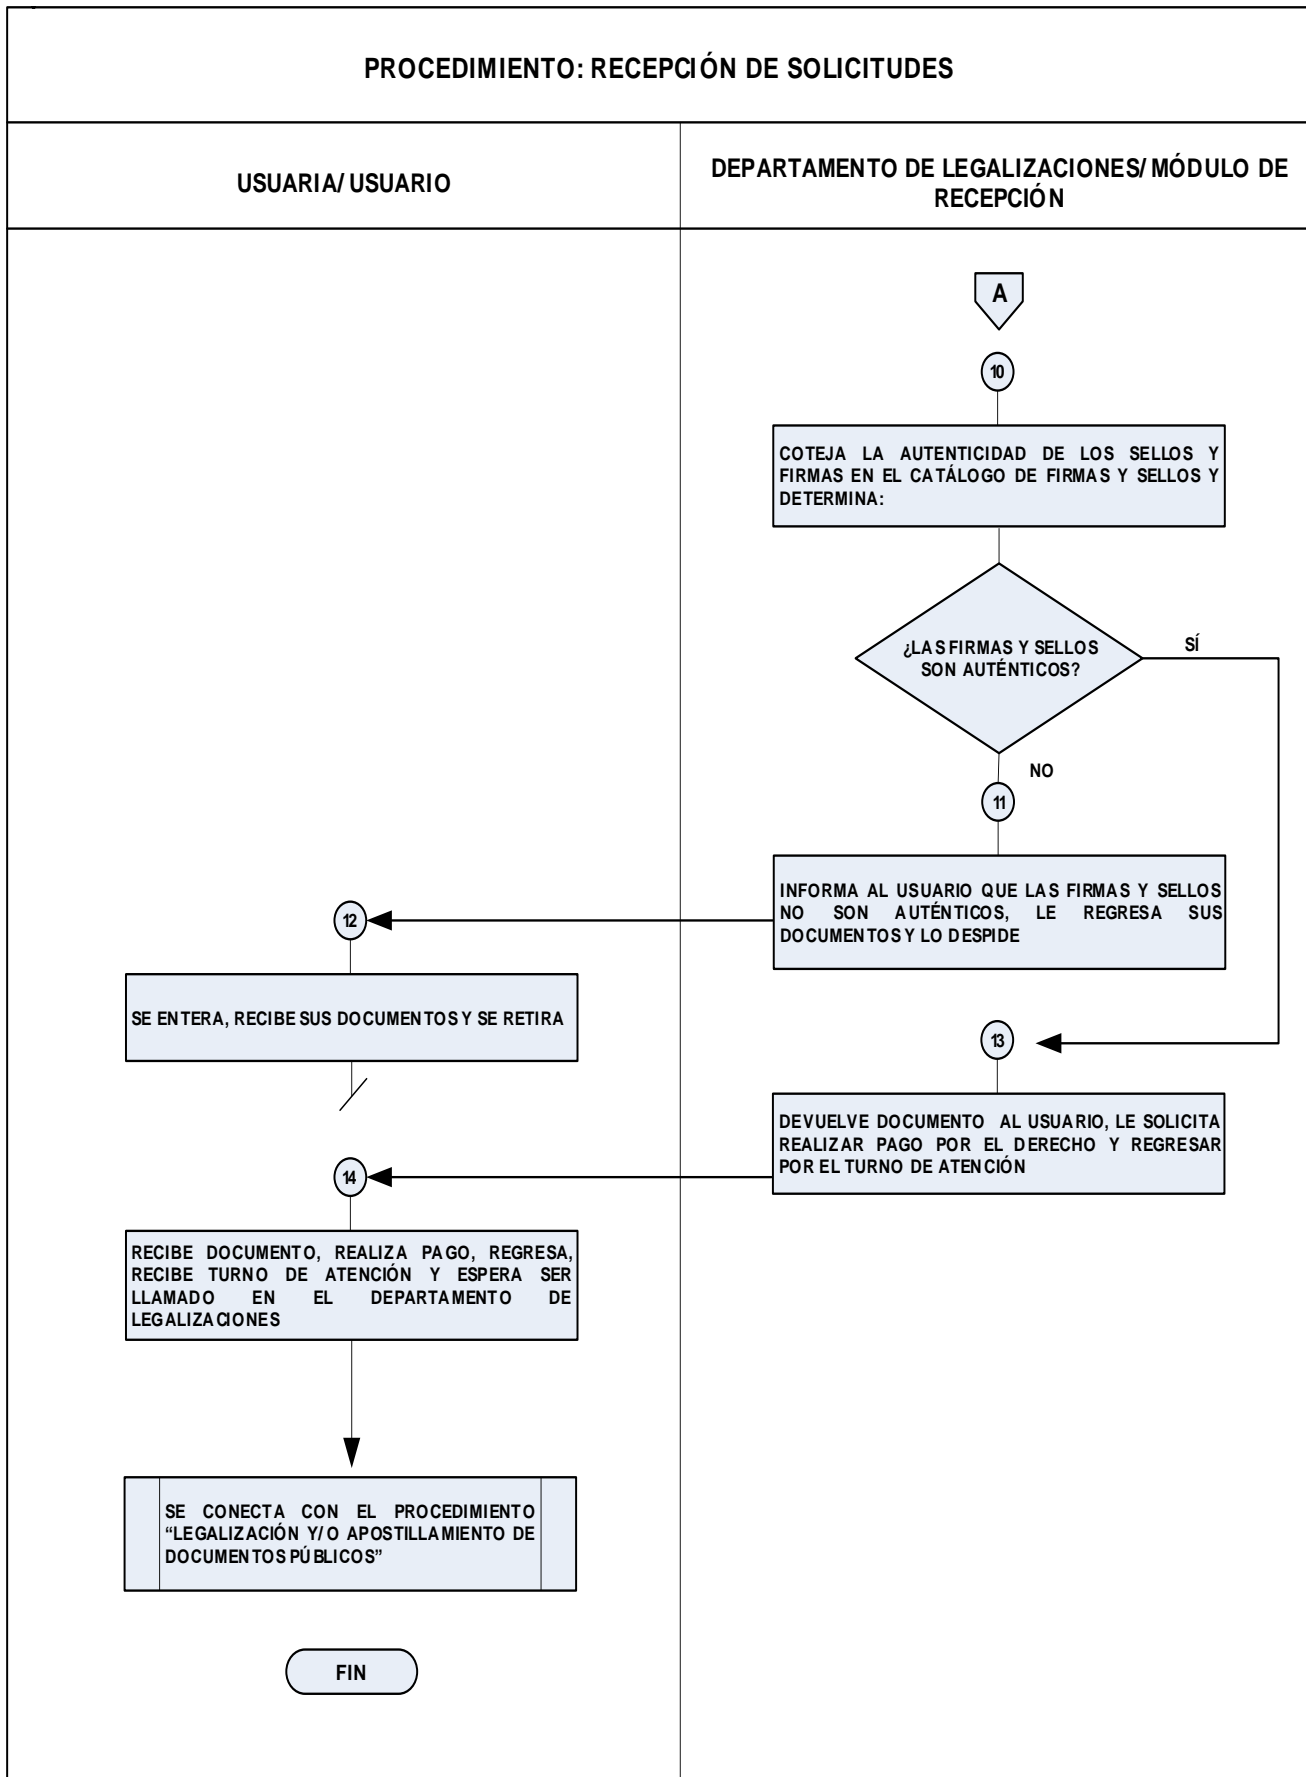 PROCEDIMIENTO: RECEPCIÓN DE SOLICITUDES
USUARIA/ USUARIO
DEPARTAMENTO DE LEGALIZACIONES/ MÓDULO DE
RECEPCIÓN
A
10
COTEJA LA AUTENTICIDAD DE LOS SELLOS Y
FIRMAS EN EL CATÁLOGO DE FIRMAS Y SELLOS Y
DETERMINA:
¿LAS FIRMAS Y SELLOS
SON AUTÉNTICOS?
SÍ
NO
11
INFORMA AL USUARIO QUE LAS FIRMAS Y SELLOS
NO SON AUTÉNTICOS, LE REGRESA SUS
DOCUMENTOS Y LO DESPIDE
12
SE ENTERA, RECIBE SUS DOCUMENTOS Y SE RETIRA
13
DEVUELVE DOCUMENTO AL USUARIO, LE SOLICITA
REALIZAR PAGO POR EL DERECHO Y REGRESAR
POR EL TURNO DE ATENCIÓN
14
RECIBE DOCUMENTO, REALIZA PAGO, REGRESA,
RECIBE TURNO DE ATENCIÓN Y ESPERA SER
LLAMADO EN EL DEPARTAMENTO DE
LEGALIZACIONES
SE CONECTA CON EL PROCEDIMIENTO
“LEGALIZACIÓN Y/O APOSTILLAMIENTO DE
DOCUMENTOS PÚBLICOS”
FIN